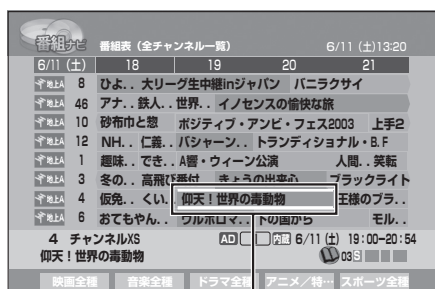 番組ナビ 番組表（全チャンネル一覧） 6/11 (土)13:20
6/11 (土) 18 19 20 21
地上A 8 ひよ．．大リーグ生中継inジャパン バニラクサイ
地上A 46 アナ．．鉄人．．世界．．イノセンスの愉快な旅
地上A 10 砂布巾と惣 ポジティブ・アンビ・フェス2003 上手2
地上A 12 NH．．仁義．．バシャーン．．トランディショナル・B.F
地上A 1 趣味．．でき．．A響・ウィーン公演 人間．．笑転
地上A 3 冬の．．高飛び番付 きょうの出来心 ブラックライト
地上A 4 仮免．．くい．．仰天！世界の毒動物 王様のブラ．．
地上A 6 おてもやん．．ウルホロマ．．下の国から モル．．
4 チャンネルXS AD 内蔵 6/11 (土) 19:00-20:54
仰天！世界の毒動物 03S
映画全種 音楽全種 ドラマ全種 アニメ／特… スポーツ全種